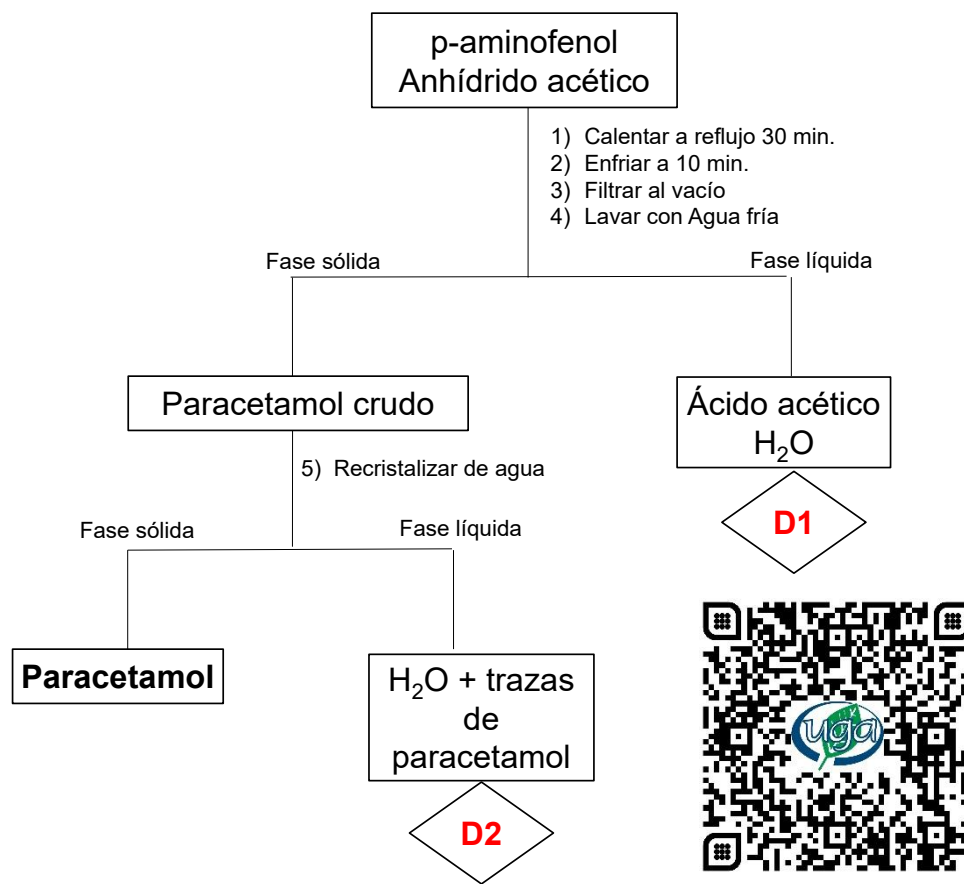 p-aminofenol
Anhídrido acético
1) Calentar a reflujo 30 min.
2) Enfriar a 10 min.
3) Filtrar al vacío
4) Lavar con Agua fría
Fase sólida
Fase líquida
Paracetamol crudo
Ácido acético
H₂O
5) Recristalizar de agua
D1
Fase sólida
Fase líquida
Paracetamol
H₂O + trazas
de
paracetamol
uga
D2